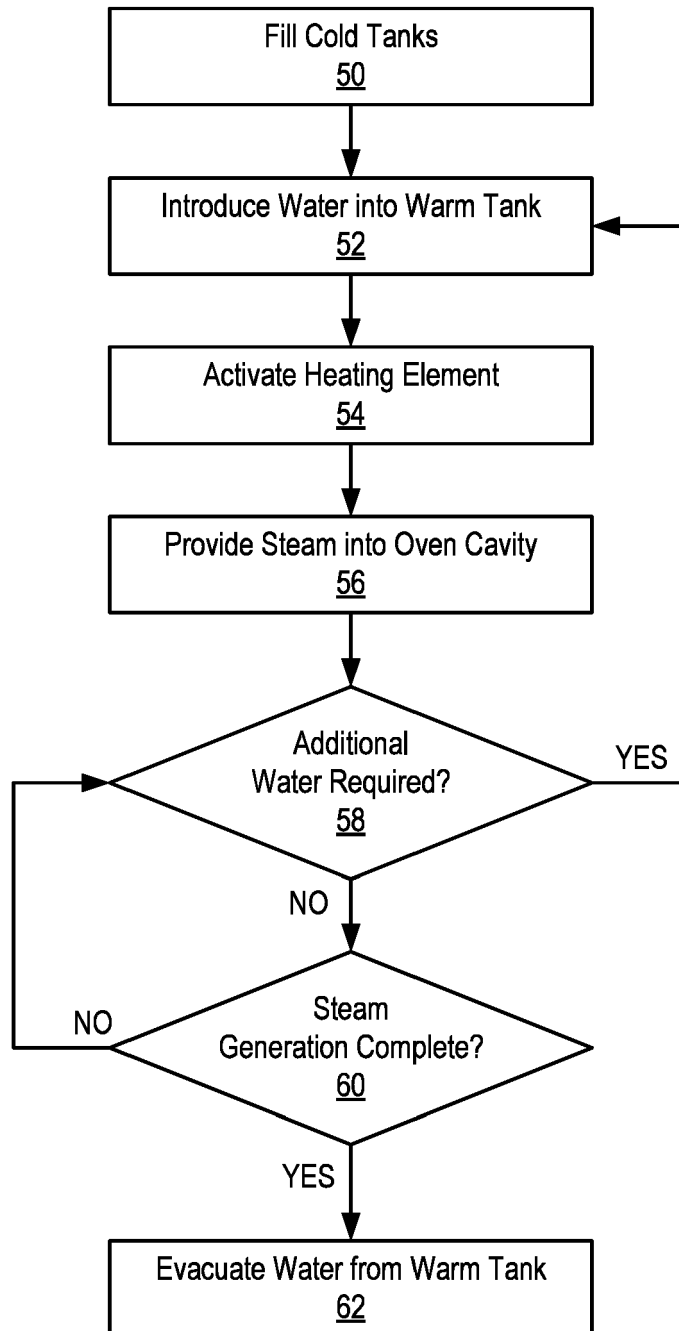 Fill Cold Tanks
50
Introduce Water into Warm Tank
52
Activate Heating Element
54
Provide Steam into Oven Cavity
56
Additional
Water Required?
58
YES
NO
Steam
Generation Complete?
60
NO
YES
Evacuate Water from Warm Tank
62